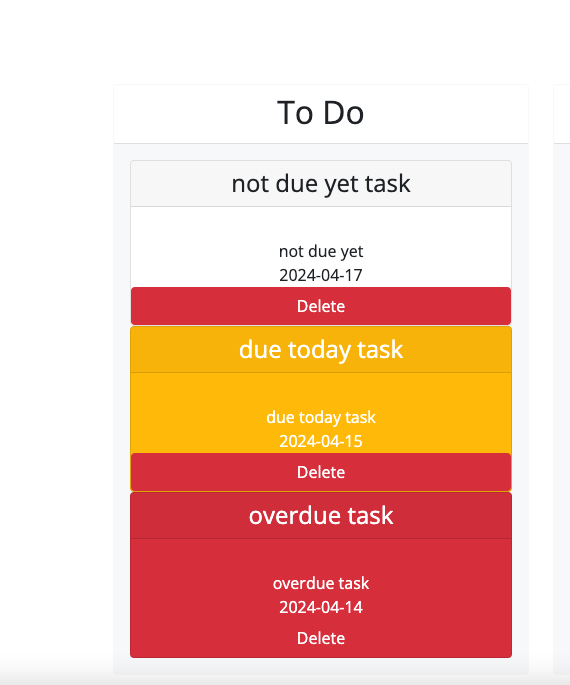 To Do
not due yet task
not due yet
2024-04-17
Delete
due today task
due today task
2024-04-15
Delete
overdue task
overdue task
2024-04-14
Delete